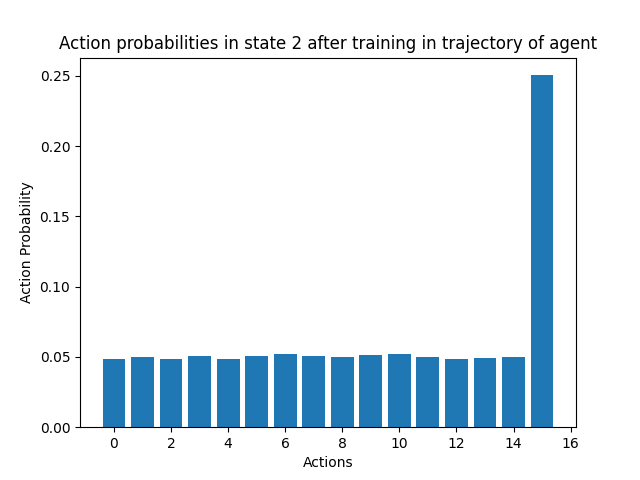 Action probabilities in state 2 after training in trajectory of agent
0.25
0.20
0.15
0.10
0.05
0.00
Action Probability
0 2 4 6 8 10 12 14 16
Actions